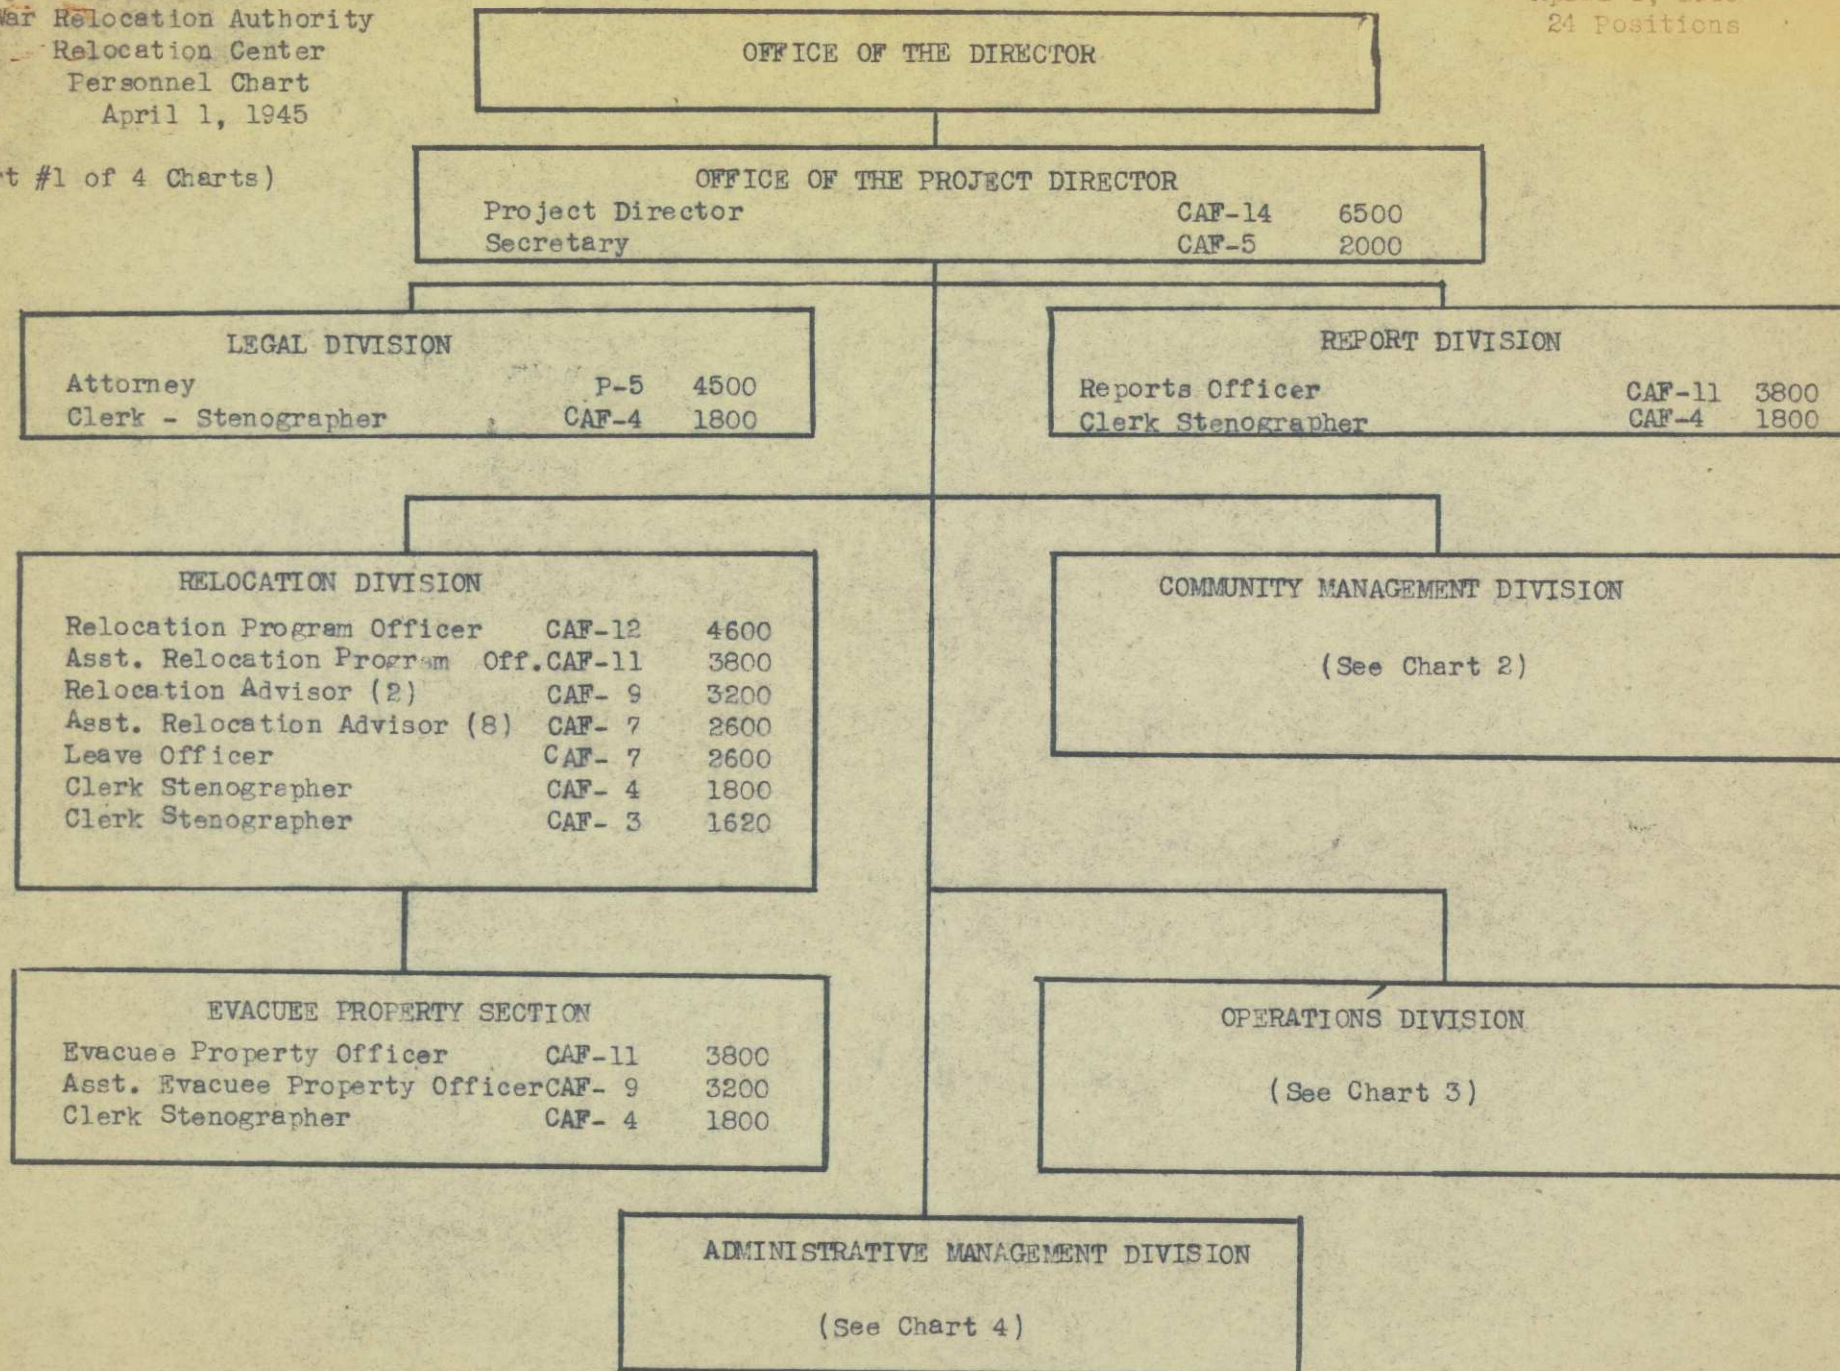 War Relocation Authority
Relocation Center
Personnel Chart
April 1, 1945
#1 of 4 Charts)
24 Positions
OFFICE OF THE DIRECTOR
OFFICE OF THE PROJECT DIRECTOR
Project Director CAF-14 6500
Secretary CAF-5 2000
LEGAL DIVISION
Attorney P-5 4500
Clerk - Stenographer CAF-4 1800
REPORT DIVISION
Reports Officer CAF-11 3800
Clerk Stenographer CAF-4 1800
RELOCATION DIVISION
Relocation Program Officer CAF-12 4600
Asst. Relocation Program Off. CAF-11 3800
Relocation Advisor (2) CAF- 9 3200
Asst. Relocation Advisor (8) CAF- 7 2600
Leave Officer CAF- 7 2600
Clerk Stenographer CAF- 4 1800
Clerk Stenographer CAF- 3 1620
COMMUNITY MANAGEMENT DIVISION
(See Chart 2)
EVACUEE PROPERTY SECTION
Evacuee Property Officer CAF-11 3800
Asst. Evacuee Property Officer CAF- 9 3200
Clerk Stenographer CAF- 4 1800
OPERATIONS DIVISION
(See Chart 3)
ADMINISTRATIVE MANAGEMENT DIVISION
(See Chart 4)